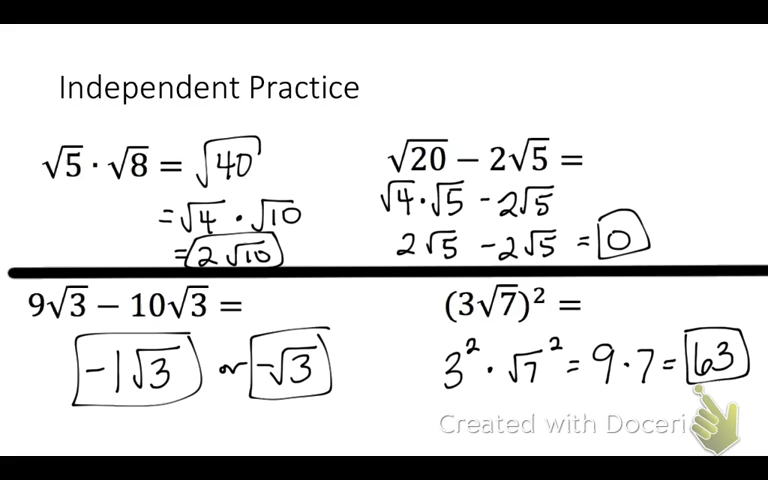 Independent Practice
√5 · √8 = √40
= √4 · √10
= 2√10
√20 − 2√5 =
√4 · √5 - 2√5
2√5 - 2√5 = 0
9√3 − 10√3 =
-1√3 or -√3
(3√7)² =
3² · √7² = 9 · 7 = 63
Created with Doceri